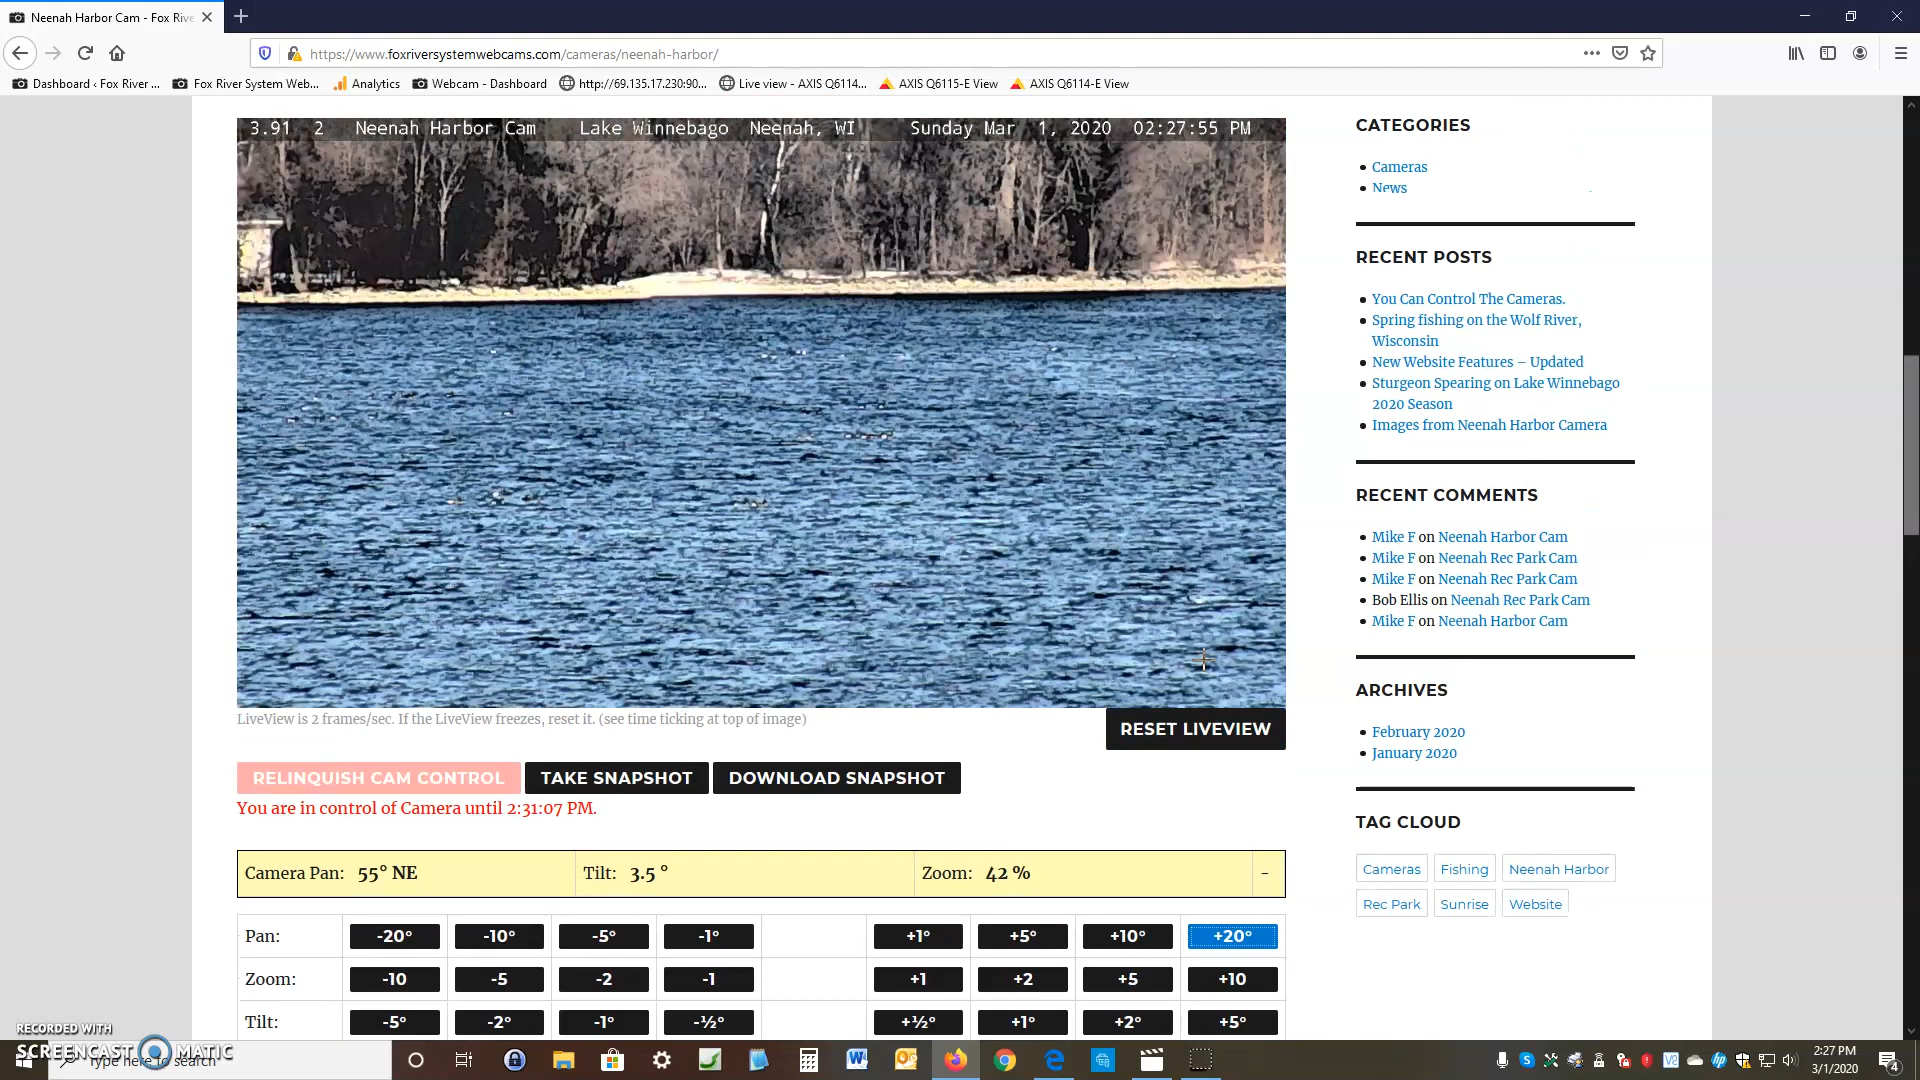 Neenah Harbor Cam - Fox Rive
https://www.foxriversystemwebcams.com/cameras/neenah-harbor/
Dashboard ‹ Fox River ... Fox River System Web... Analytics Webcam - Dashboard http://69.135.17.230:90... Live view - AXIS Q6114... AXIS Q6115-E View AXIS Q6114-E View
3.91 2 Neenah Harbor Cam Lake Winnebago Neenah, WI Sunday Mar 1, 2020 02:27:55 PM
LiveView is 2 frames/sec. If the LiveView freezes, reset it. (see time ticking at top of image)
RESET LIVEVIEW
RELINQUISH CAM CONTROL TAKE SNAPSHOT DOWNLOAD SNAPSHOT
You are in control of Camera until 2:31:07 PM.
Camera Pan: 55° NE Tilt: 3.5 ° Zoom: 42 % -
Pan: -20° -10° -5° -1° +1° +5° +10° +20°
Zoom: -10 -5 -2 -1 +1 +2 +5 +10
Tilt: -5° -2° -1° -½° +½° +1° +2° +5°
CATEGORIES
Cameras
News
RECENT POSTS
You Can Control The Cameras.
Spring fishing on the Wolf River,
Wisconsin
New Website Features – Updated
Sturgeon Spearing on Lake Winnebago
2020 Season
Images from Neenah Harbor Camera
RECENT COMMENTS
Mike F on Neenah Harbor Cam
Mike F on Neenah Rec Park Cam
Mike F on Neenah Rec Park Cam
Bob Ellis on Neenah Rec Park Cam
Mike F on Neenah Harbor Cam
ARCHIVES
February 2020
January 2020
TAG CLOUD
Cameras Fishing Neenah Harbor
Rec Park Sunrise Website
RECORDED WITH
SCREENCAST MATIC
Type here to search
2:27 PM
3/1/2020
4